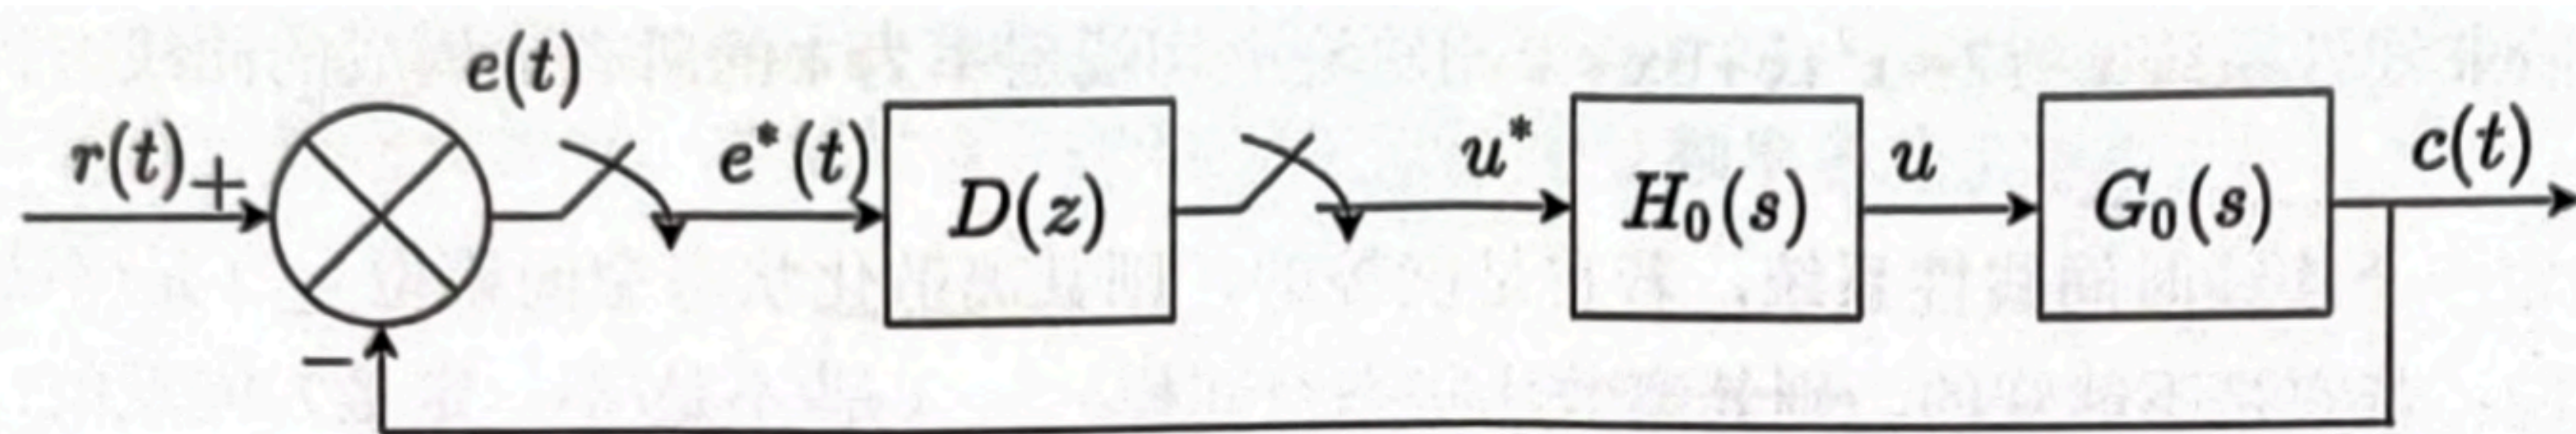 e(t)
r(t) + e*(t) D(z) u* H₀(s) u G₀(s) c(t)
−